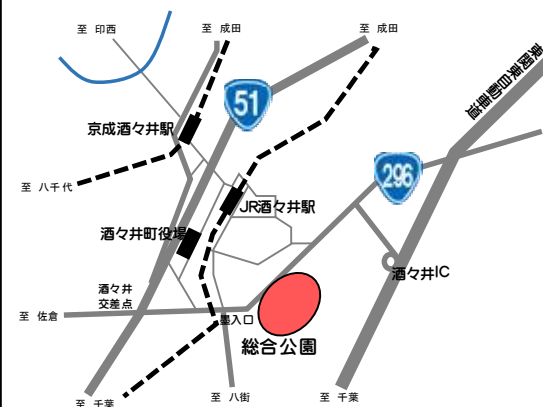 至 印西
至 成田
至 成田
東関東自動車道
51
京成酒々井駅
296
至 八千代
JR酒々井駅
酒々井町役場
酒々井IC
酒々井
交差点
至 佐倉
墨入口
総合公園
至 千葉
至 八街
至 千葉